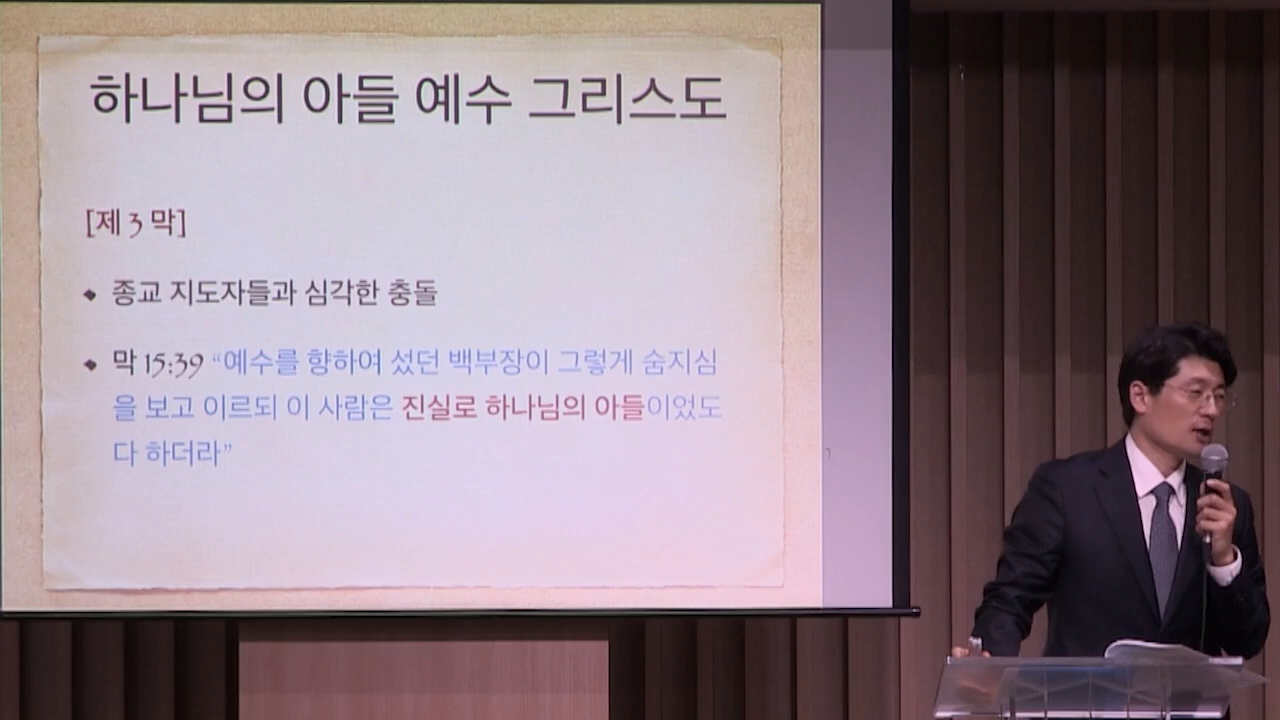 하나님의 아들 예수 그리스도
[제 3 막]
종교 지도자들과 심각한 충돌
막 15:39 “예수를 향하여 섰던 백부장이 그렇게 숨지심
을 보고 이르되 이 사람은 진실로 하나님의 아들이었도
다 하더라”